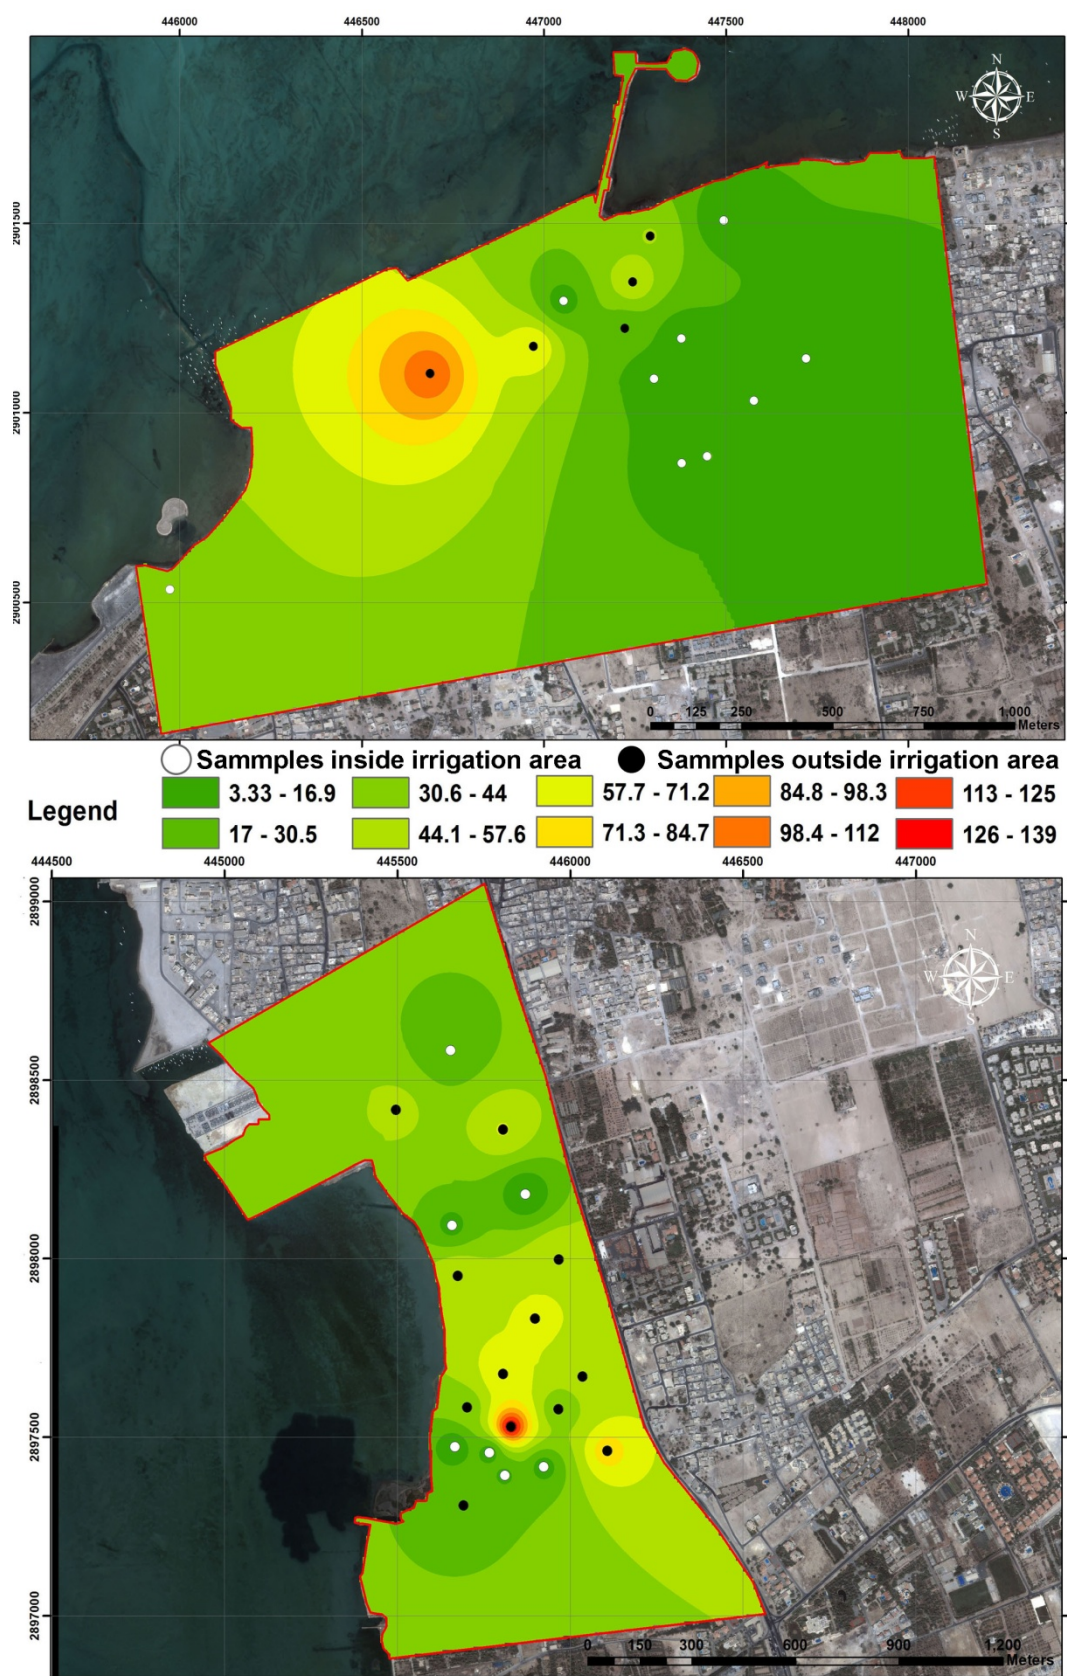 446000 446500 447000 447500 448000
N
W E
S
2901500
2901000
2900500
0 125 250 500 750 1,000
Meters
Sammples inside irrigation area Sammples outside irrigation area
Legend
3.33 - 16.9 30.6 - 44 57.7 - 71.2 84.8 - 98.3 113 - 125
17 - 30.5 44.1 - 57.6 71.3 - 84.7 98.4 - 112 126 - 139
444500 445000 445500 446000 446500 447000
2899000
N
W E
S
2898500
2898000
2897500
2897000
0 150 300 600 900 1,200
Meters